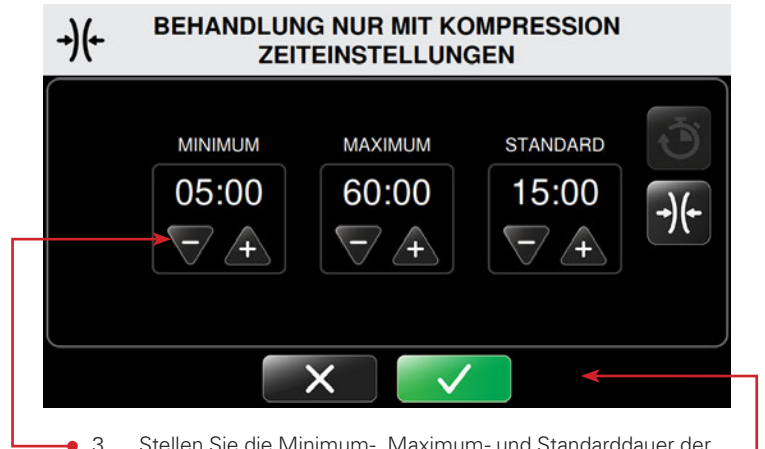 BEHANDLUNG NUR MIT KOMPRESSION
ZEITEINSTELLUNGEN
MINIMUM MAXIMUM STANDARD
05:00 60:00 15:00
3. Stellen Sie die Minimum-, Maximum- und Standarddauer der